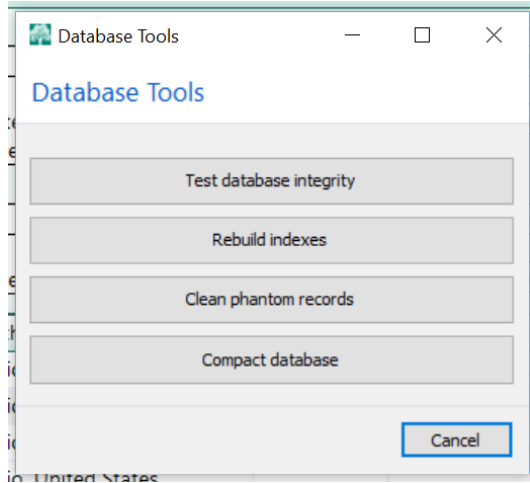 Database Tools
Database Tools
Test database integrity
Rebuild indexes
Clean phantom records
Compact database
Cancel
United States